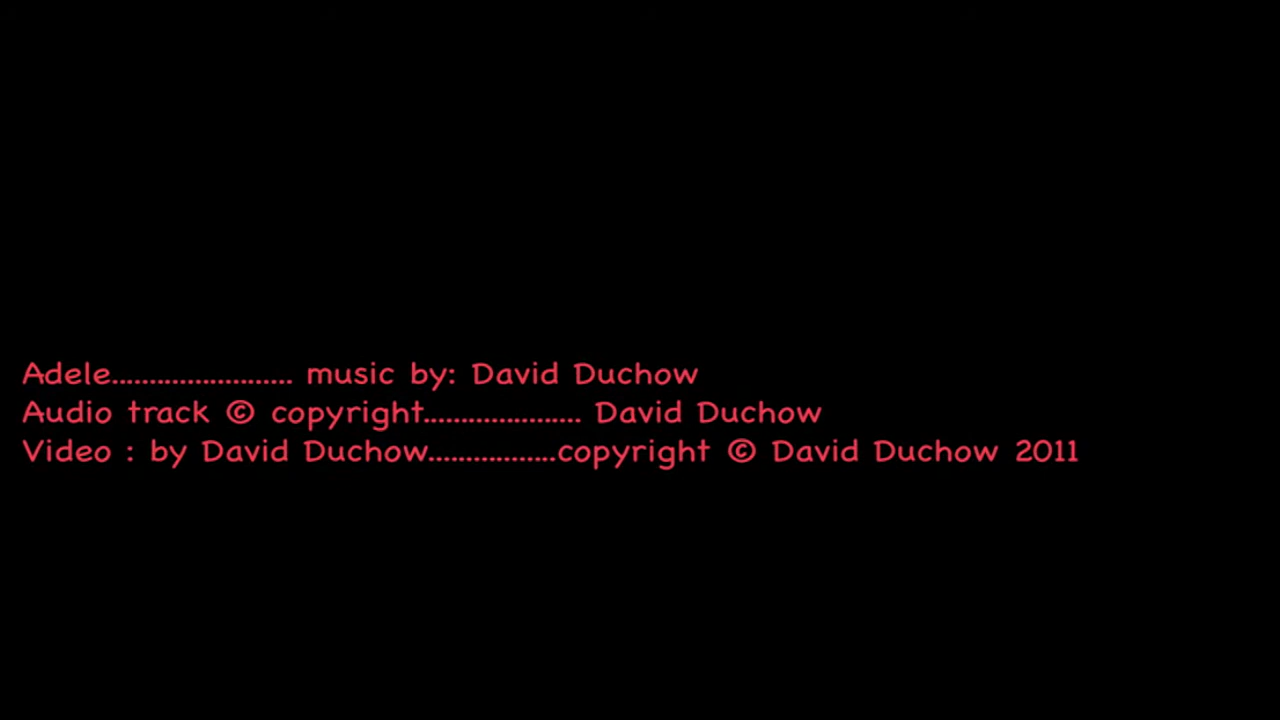 Adele........................ music by: David Duchow
Audio track © copyright..................... David Duchow
Video : by David Duchow.................copyright © David Duchow 2011